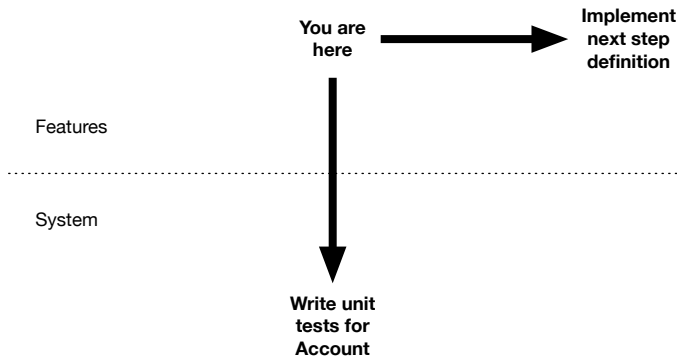 You are
here
Implement
next step
definition
Features
System
Write unit
tests for
Account